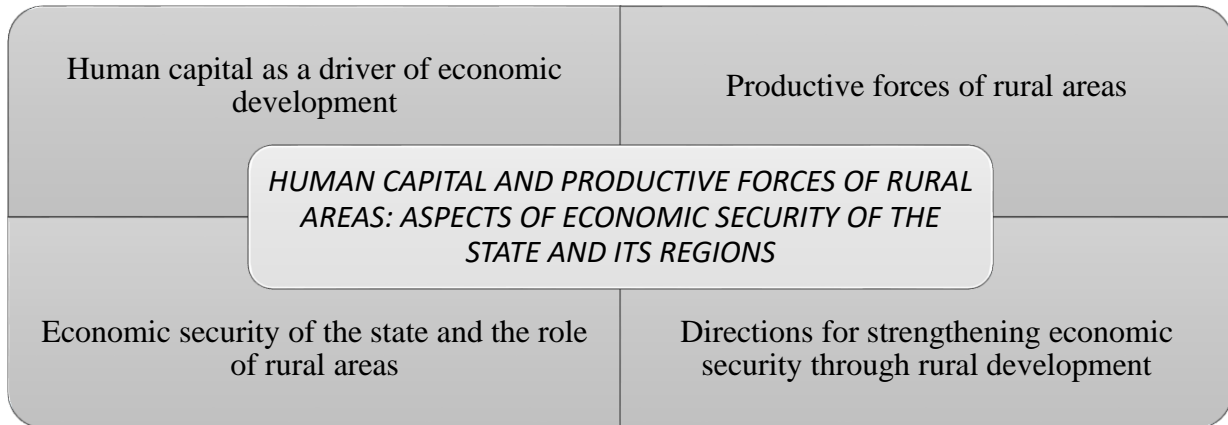 Human capital as a driver of economic
development
Productive forces of rural areas
HUMAN CAPITAL AND PRODUCTIVE FORCES OF RURAL
AREAS: ASPECTS OF ECONOMIC SECURITY OF THE
STATE AND ITS REGIONS
Economic security of the state and the role
of rural areas
Directions for strengthening economic
security through rural development